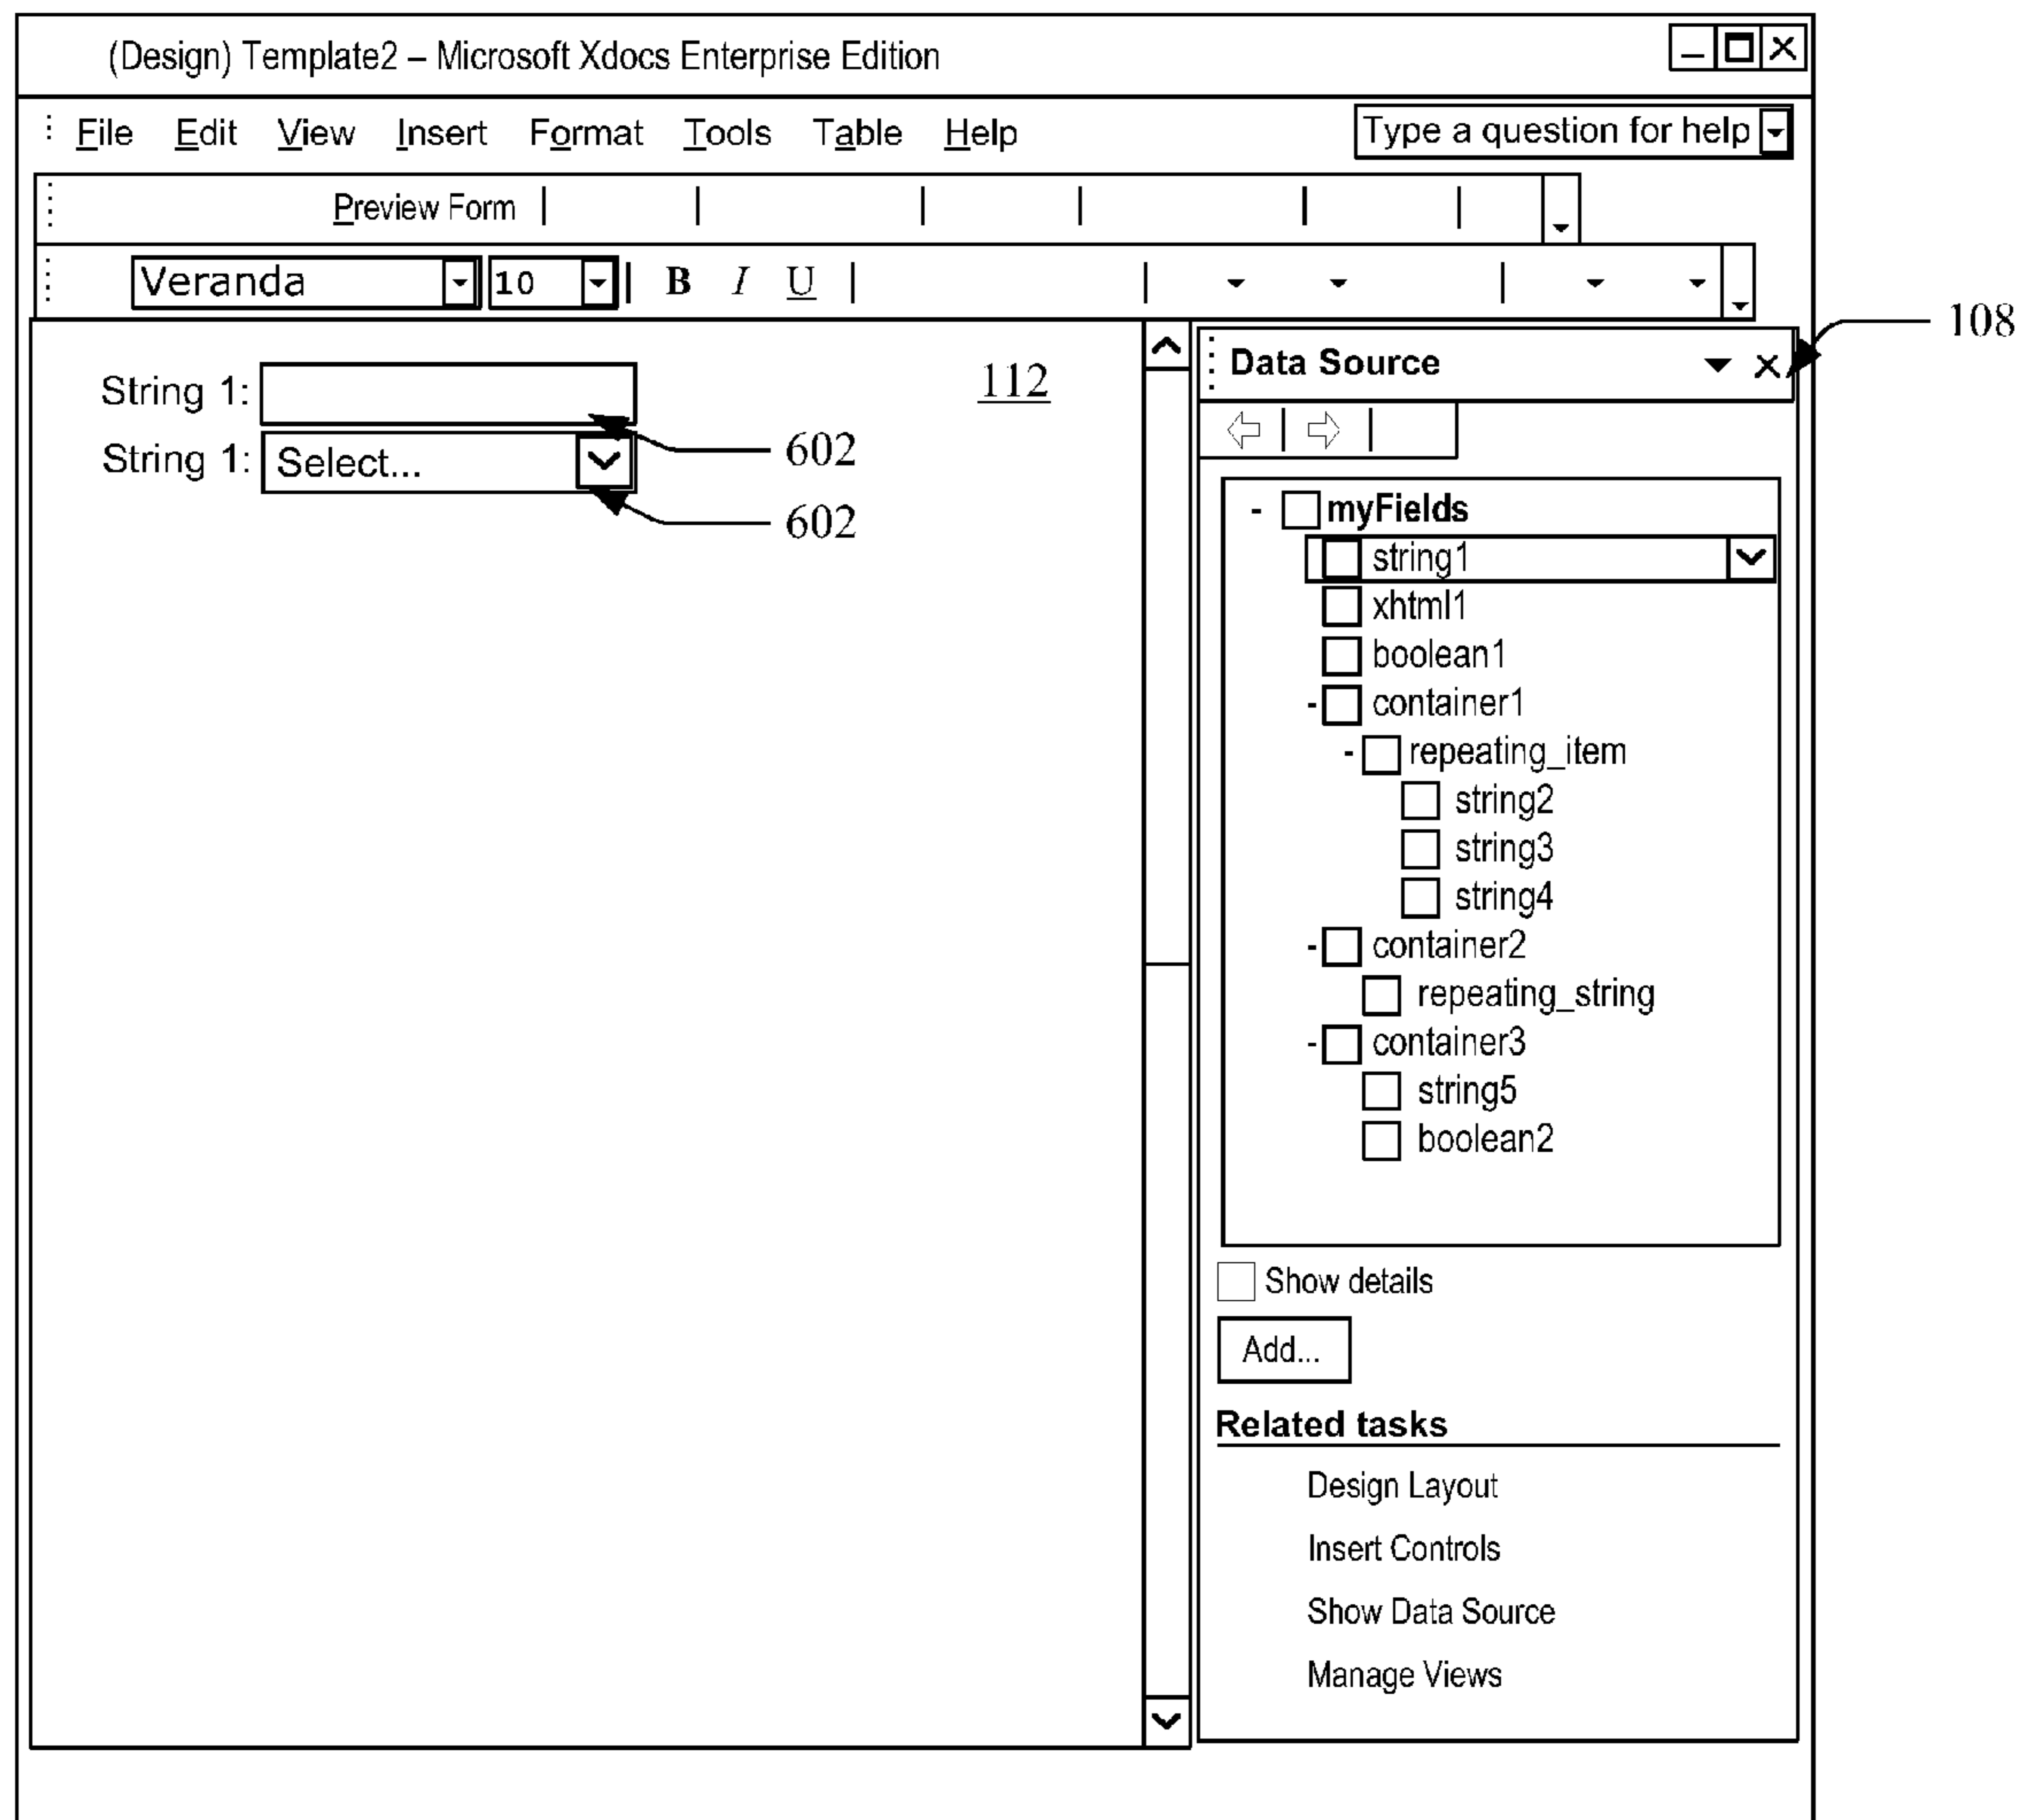 (Design) Template2 – Microsoft Xdocs Enterprise Edition
File Edit View Insert Format Tools Table Help Type a question for help
Preview Form
Veranda 10 B I U
108
String 1:
112
602
String 1: Select...
602
Data Source
- myFields
string1
xhtml1
boolean1
- container1
- repeating_item
string2
string3
string4
- container2
repeating_string
- container3
string5
boolean2
Show details
Add...
Related tasks
Design Layout
Insert Controls
Show Data Source
Manage Views